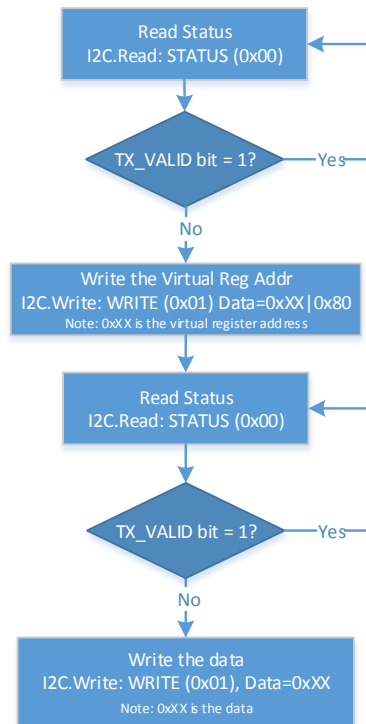 Read Status
I2C.Read: STATUS (0x00)
TX_VALID bit = 1?
Yes
No
Write the Virtual Reg Addr
I2C.Write: WRITE (0x01) Data=0xXX|0x80
Note: 0xXX is the virtual register address
Read Status
I2C.Read: STATUS (0x00)
TX_VALID bit = 1?
Yes
No
Write the data
I2C.Write: WRITE (0x01), Data=0xXX
Note: 0xXX is the data